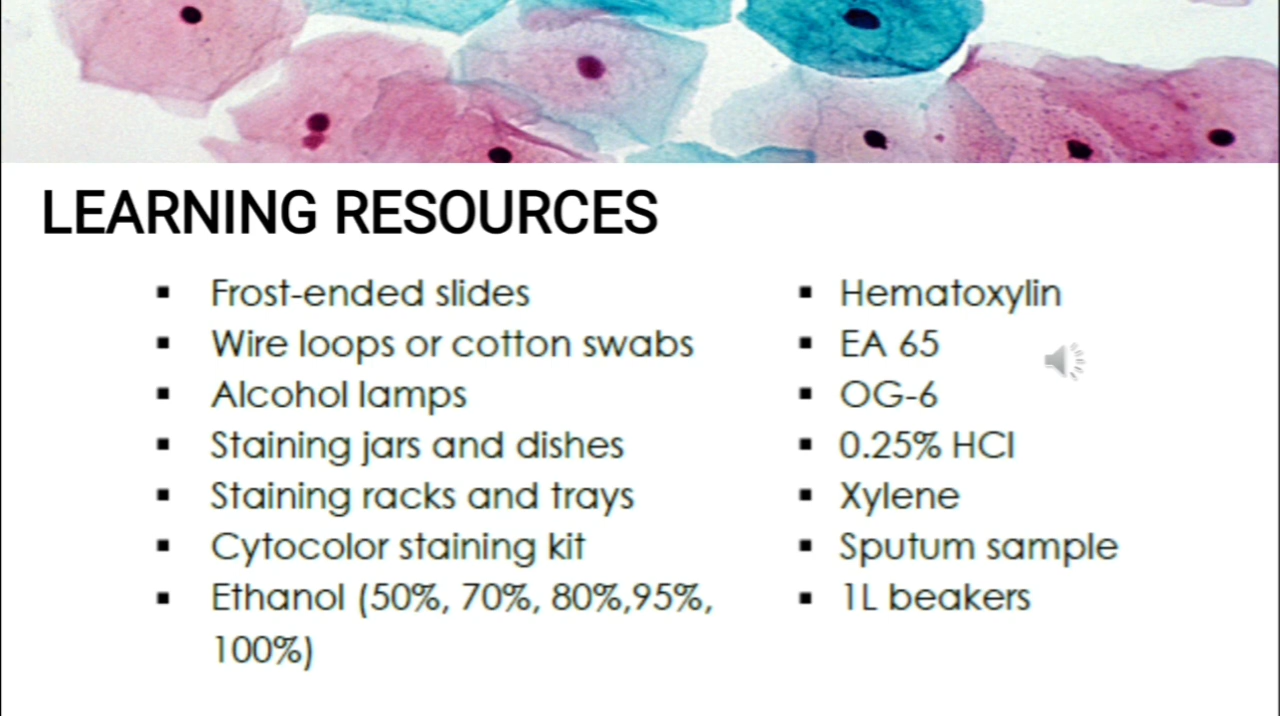 LEARNING RESOURCES
▪ Frost-ended slides
▪ Wire loops or cotton swabs
▪ Alcohol lamps
▪ Staining jars and dishes
▪ Staining racks and trays
▪ Cytocolor staining kit
▪ Ethanol (50%, 70%, 80%,95%,
100%)
▪ Hematoxylin
▪ EA 65
▪ OG-6
▪ 0.25% HCl
▪ Xylene
▪ Sputum sample
▪ 1L beakers